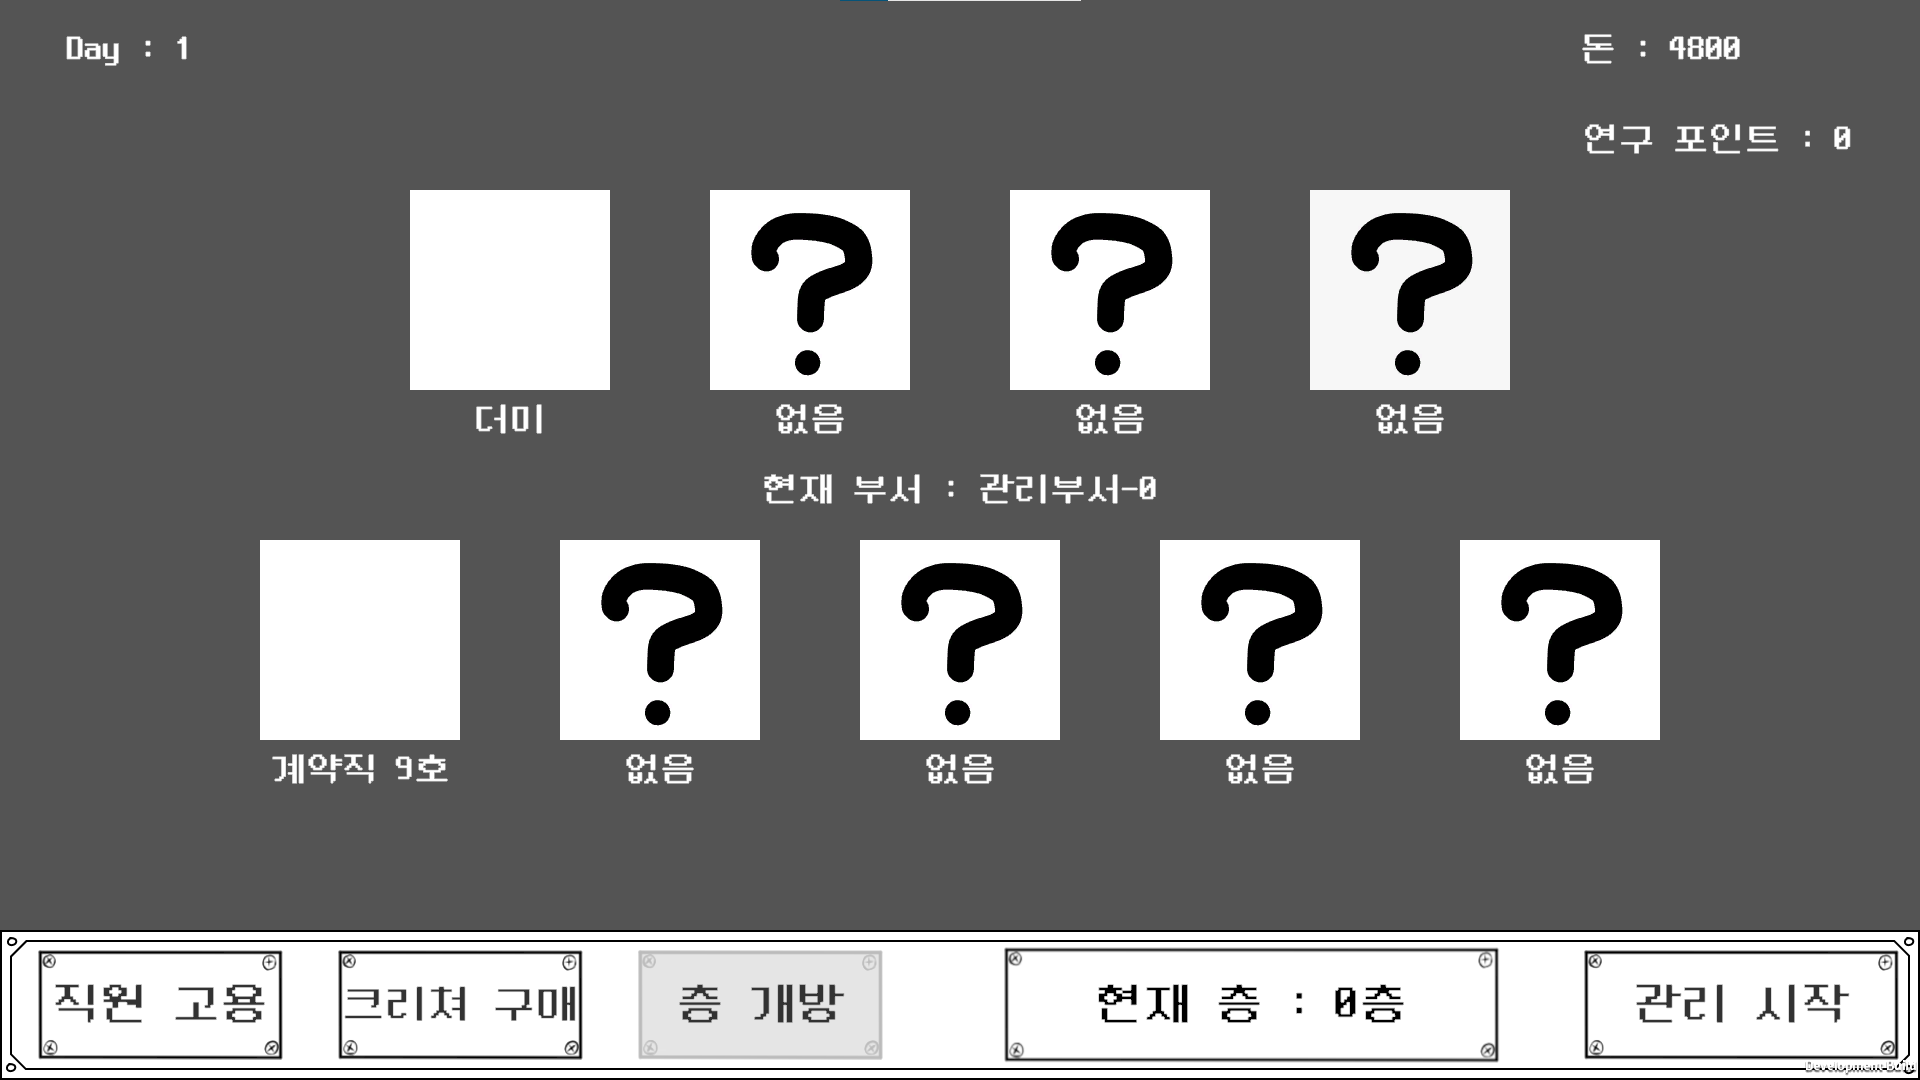 Day : 1
돈 : 4800
연구 포인트 : 0
더미
없음
없음
없음
현재 부서 : 관리부서-0
계약직 9호
없음
없음
없음
없음
직원 고용
크리쳐 구매
층 개방
현재 층 : 0층
관리 시작
Development Build